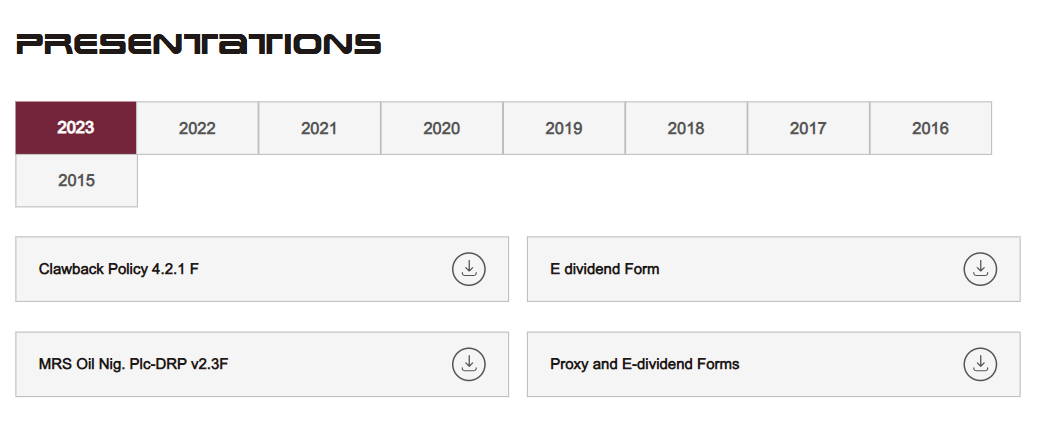 PRESENTATIONS
2023 2022 2021 2020 2019 2018 2017 2016
2015
Clawback Policy 4.2.1 F
E dividend Form
MRS Oil Nig. Plc-DRP v2.3F
Proxy and E-dividend Forms